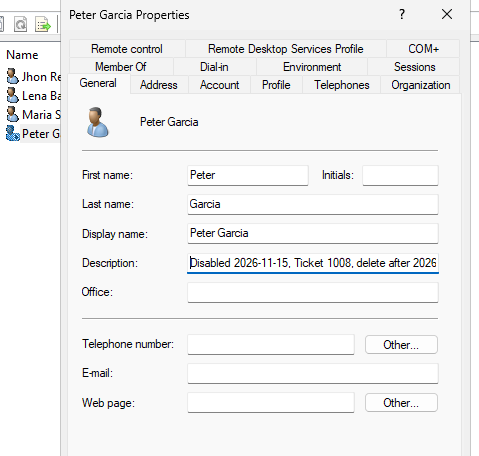 Peter Garcia Properties
?
Name
Jhon Re
Lena Ba
Maria S
Peter G
Remote control
Remote Desktop Services Profile
COM+
Member Of
Dial-in
Environment
Sessions
General
Address
Account
Profile
Telephones
Organization
Peter Garcia
First name:
Peter
Initials:
Last name:
Garcia
Display name:
Peter Garcia
Description:
Disabled 2026-11-15, Ticket 1008, delete after 2026
Office:
Telephone number:
Other...
E-mail:
Web page:
Other...